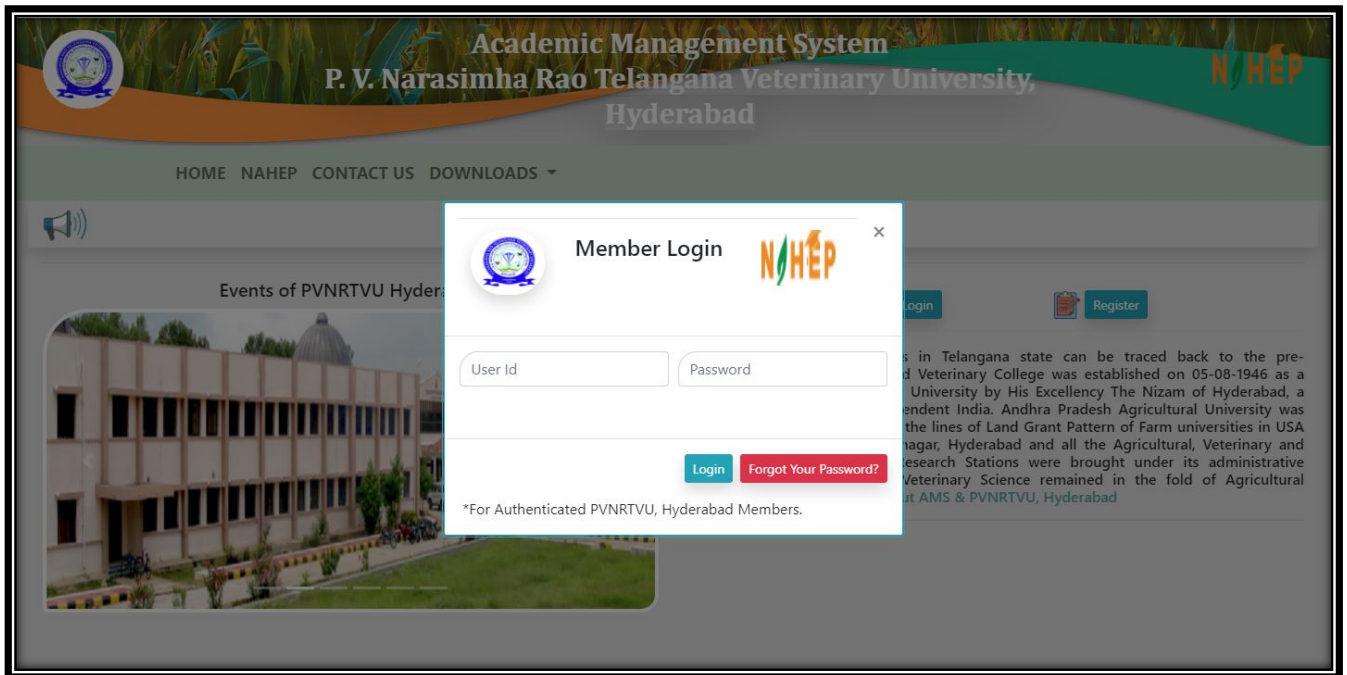 Academic Management System
P. V. Narasimha Rao Telangana Veterinary University,
Hyderabad
NAHEP
HOME NAHEP CONTACT US DOWNLOADS
Member Login
NAHEP
×
Events of PVNRTVU
Login
Register
User Id
Password
in Telangana state can be traced back to the pre-
Veterinary College was established on 05-08-1946 as a
University by His Excellency The Nizam of Hyderabad, a
India. Andhra Pradesh Agricultural University was
the lines of Land Grant Pattern of Farm universities in USA
Hyderabad and all the Agricultural, Veterinary and
Stations were brought under its administrative
Veterinary Science remained in the fold of Agricultural
AMS & PVNRTVU, Hyderabad
Login
Forgot Your Password?
*For Authenticated PVNRTVU, Hyderabad Members.